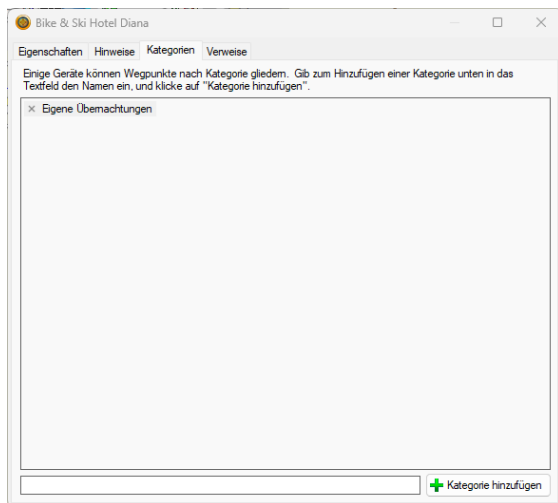 Bike & Ski Hotel Diana
Eigenschaften Hinweise Kategorien Verweise
Einige Geräte können Wegpunkte nach Kategorie gliedern. Gib zum Hinzufügen einer Kategorie unten in das
Textfeld den Namen ein, und klicke auf "Kategorie hinzufügen".
Eigene Übernachtungen
Kategorie hinzufügen